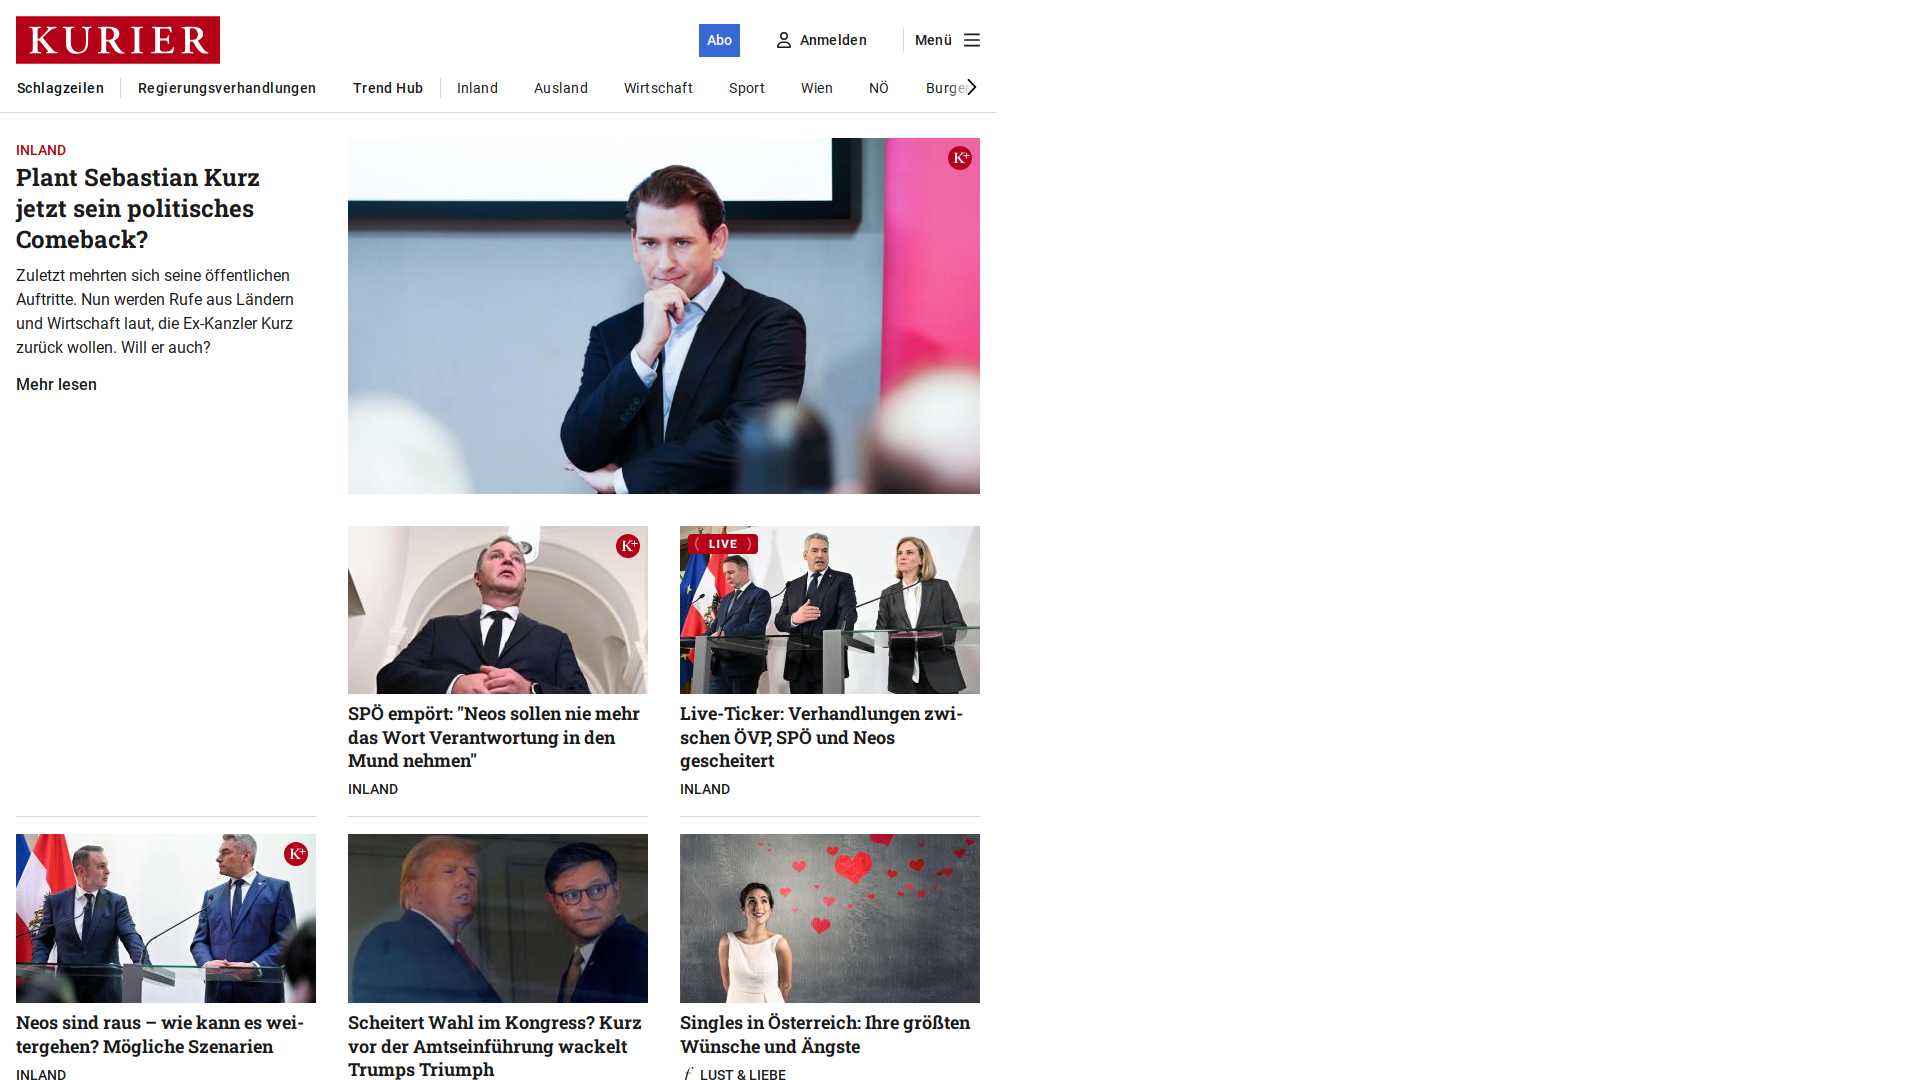 KURIER
Abo
Anmelden
Menü
Schlagzeilen
Regierungsverhandlungen
Trend Hub
Inland
Ausland
Wirtschaft
Sport
Wien
NÖ
INLAND
Plant Sebastian Kurz
jetzt sein politisches
Comeback?
Zuletzt mehrten sich seine öffentlichen
Auftritte. Nun werden Rufe aus Ländern
und Wirtschaft laut, die Ex-Kanzler Kurz
zurück wollen. Will er auch?
Mehr lesen
K+
K+
LIVE
SPÖ empört: "Neos sollen nie mehr
das Wort Verantwortung in den
Mund nehmen"
INLAND
Live-Ticker: Verhandlungen zwi-
schen ÖVP, SPÖ und Neos
gescheitert
INLAND
K+
Neos sind raus – wie kann es wei-
tergehen? Mögliche Szenarien
INLAND
Scheitert Wahl im Kongress? Kurz
vor der Amtseinführung wackelt
Trumps Triumph
Singles in Österreich: Ihre größten
Wünsche und Ängste
f LUST & LIEBE